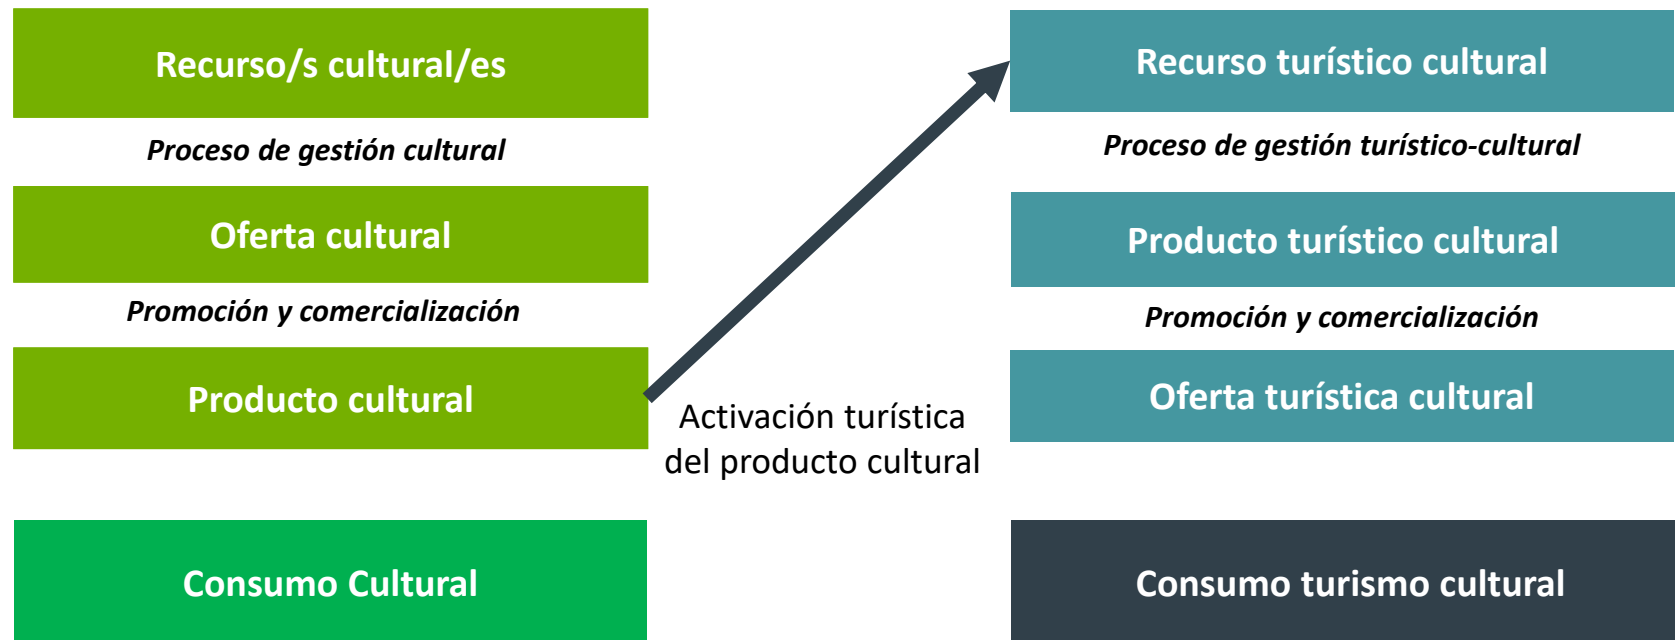 Recurso/s cultural/es
Proceso de gestión cultural
Oferta cultural
Promoción y comercialización
Producto cultural
Activación turística
del producto cultural
Consumo Cultural
Recurso turístico cultural
Proceso de gestión turístico-cultural
Producto turístico cultural
Promoción y comercialización
Oferta turística cultural
Consumo turismo cultural